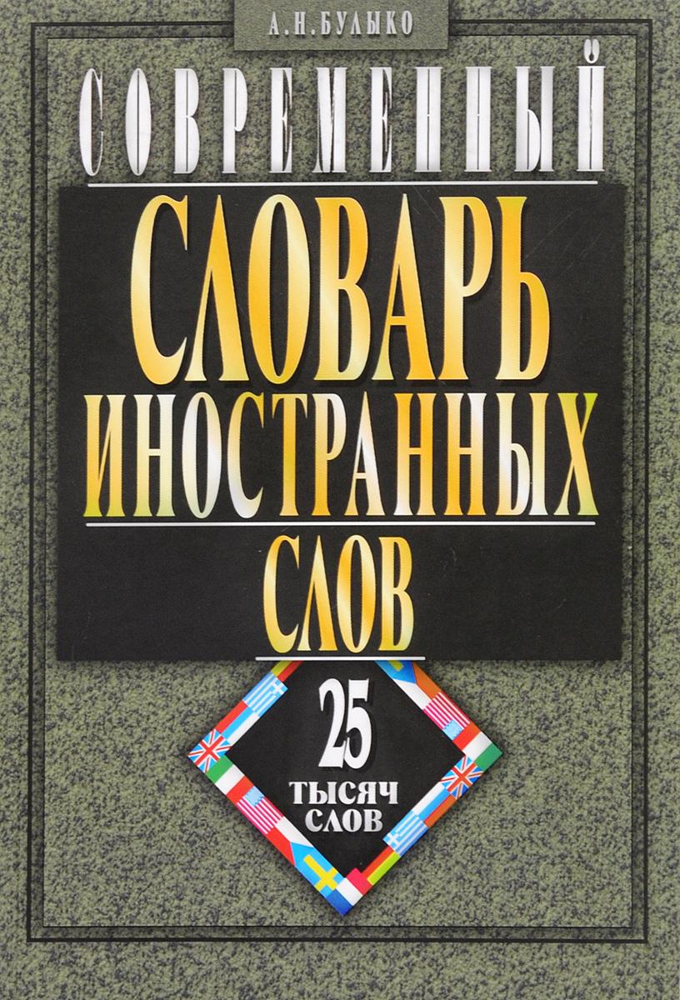 А.Н.БУЛЫКО
СОВРЕМЕННЫЙ
СЛОВАРЬ
ИНОСТРАННЫХ
СЛОВ
25
ТЫСЯЧ
СЛОВ